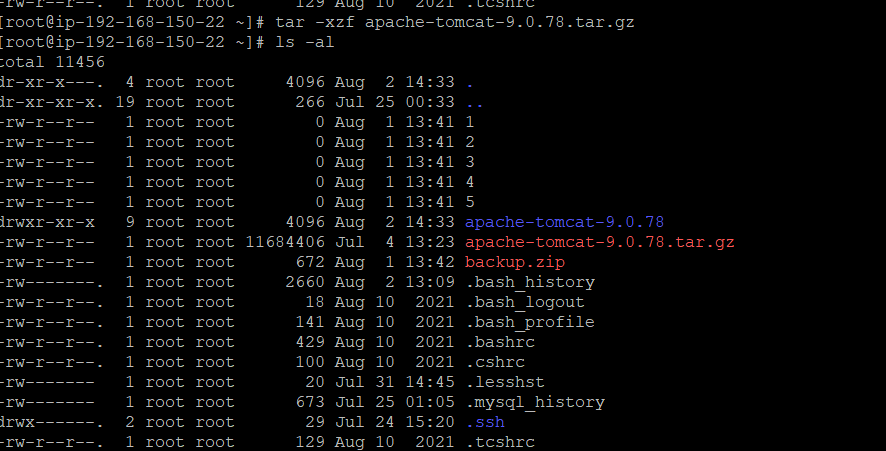 [root@ip-192-168-150-22 ~]# tar -xzf apache-tomcat-9.0.78.tar.gz
[root@ip-192-168-150-22 ~]# ls -al
total 11456
dr-xr-x---.  4 root root     4096 Aug  2 14:33 .
dr-xr-xr-x. 19 root root      266 Jul 25 00:33 ..
-rw-r--r--   1 root root        0 Aug  1 13:41 1
-rw-r--r--   1 root root        0 Aug  1 13:41 2
-rw-r--r--   1 root root        0 Aug  1 13:41 3
-rw-r--r--   1 root root        0 Aug  1 13:41 4
-rw-r--r--   1 root root        0 Aug  1 13:41 5
drwxr-xr-x   9 root root     4096 Aug  2 14:33 apache-tomcat-9.0.78
-rw-r--r--   1 root root 11684406 Jul  4 13:23 apache-tomcat-9.0.78.tar.gz
-rw-r--r--   1 root root      672 Aug  1 13:42 backup.zip
-rw-------.  1 root root     2660 Aug  2 13:09 .bash_history
-rw-r--r--.  1 root root       18 Aug 10  2021 .bash_logout
-rw-r--r--.  1 root root      141 Aug 10  2021 .bash_profile
-rw-r--r--.  1 root root      429 Aug 10  2021 .bashrc
-rw-r--r--.  1 root root      100 Aug 10  2021 .cshrc
-rw-------   1 root root       20 Jul 31 14:45 .lesshst
-rw-------   1 root root      673 Jul 25 01:05 .mysql_history
drwx------.  2 root root       29 Jul 24 15:20 .ssh
-rw-r--r--.  1 root root      129 Aug 10  2021 .tcshrc